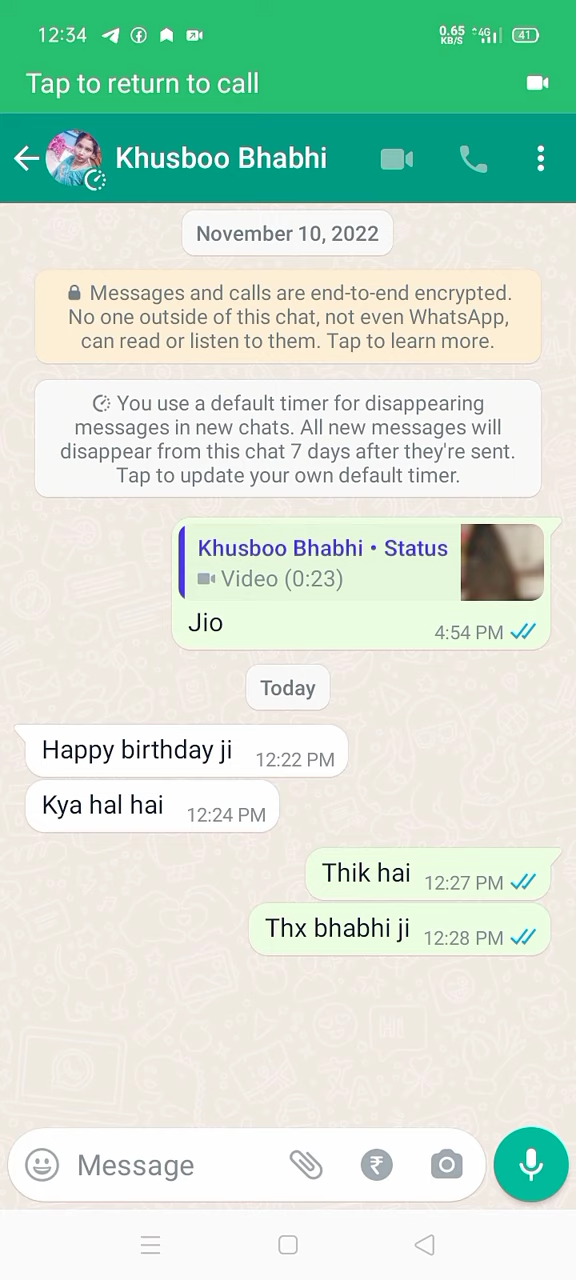 12:34 0.65 KB/S 4G 41
Tap to return to call
Khusboo Bhabhi
November 10, 2022
Messages and calls are end-to-end encrypted.
No one outside of this chat, not even WhatsApp,
can read or listen to them. Tap to learn more.
You use a default timer for disappearing
messages in new chats. All new messages will
disappear from this chat 7 days after they're sent.
Tap to update your own default timer.
Khusboo Bhabhi • Status
Video (0:23)
Jio 4:54 PM
Today
Happy birthday ji 12:22 PM
Kya hal hai 12:24 PM
Thik hai 12:27 PM
Thx bhabhi ji 12:28 PM
Message ₹